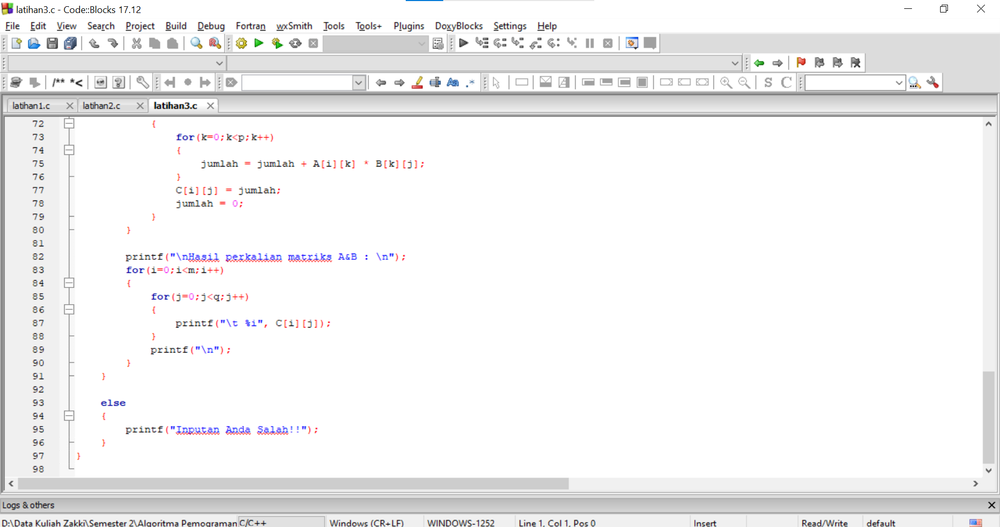 latihan3.c - Code::Blocks 17.12
File Edit View Search Project Build Debug Fortran wxSmith Tools Tools+ Plugins DoxyBlocks Settings Help
/** *<
Aa .*
S C
latihan1.c latihan2.c latihan3.c
72 {
73 for(k=0;k<p;k++)
74 {
75 jumlah = jumlah + A[i][k] * B[k][j];
76 }
77 C[i][j] = jumlah;
78 jumlah = 0;
79 }
80 }
81
82 printf("\nHasil perkalian matriks A&B : \n");
83 for(i=0;i<m;i++)
84 {
85 for(j=0;j<q;j++)
86 {
87 printf("\t %i", C[i][j]);
88 }
89 printf("\n");
90 }
91 }
92
93 else
94 {
95 printf("Inputan Anda Salah!!");
96 }
97 }
98
Logs & others
D:\Data Kuliah Zakki\Semester 2\Algoritma Pemograman C/C++ Windows (CR+LF) WINDOWS-1252 Line 1, Col 1, Pos 0 Insert Read/Write default